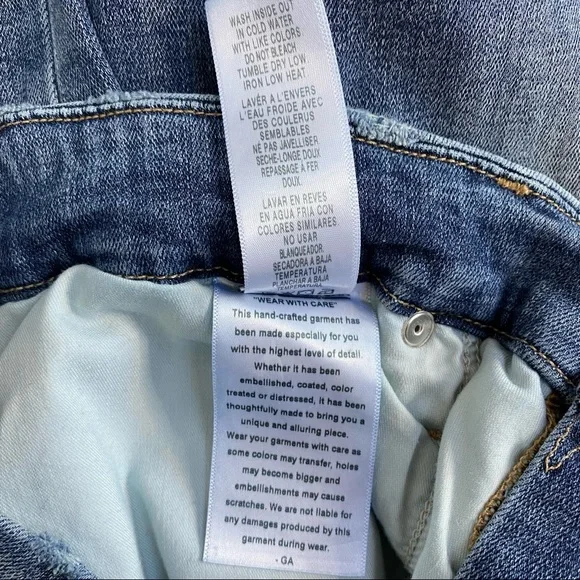 WASH INSIDE OUT
IN COLD WATER
WITH LIKE COLORS
DO NOT BLEACH
TUMBLE DRY LOW
IRON LOW HEAT
LAVÉR A L'ENVERS
L'EAU FROIDE AVEC
DES COULERUS
SEMBLABLES
NE PAS JAVELLISER
SECHE-LONGE DOUX
REPASSAGE A FER
DOUX.
LAVAR EN REVES
EN AGUA FRIA CON
COLORES SIMILARES.
NO USAR
BLANQUEADOR.
SECADORA A BAJA
TEMPERATURA
PLANCHAR A BAJA
TEMPERATURA
"WEAR WITH CARE"
This hand-crafted garment has
been made especially for you
with the highest level of detail.
Whether it has been
embellished, coated, color
treated or distressed, it has been
thoughtfully made to bring you a
unique and alluring piece.
Wear your garments with care as
some colors may transfer, holes
may become bigger and
embellishments may cause
scratches. We are not liable for
any damages produced by this
garment during wear.
- GA